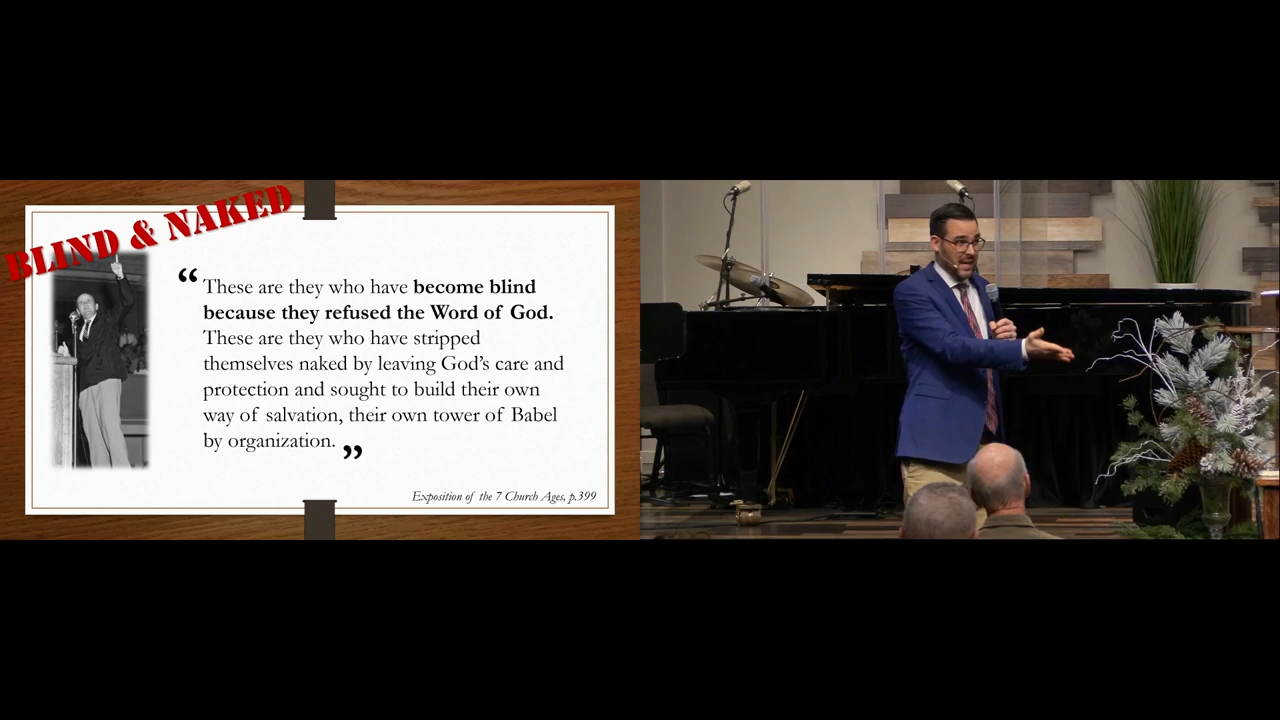 BLIND & NAKED
“ These are they who have become blind
because they refused the Word of God.
These are they who have stripped
themselves naked by leaving God’s care and
protection and sought to build their own
way of salvation, their own tower of Babel
by organization. ”
Exposition of the 7 Church Ages, p.399